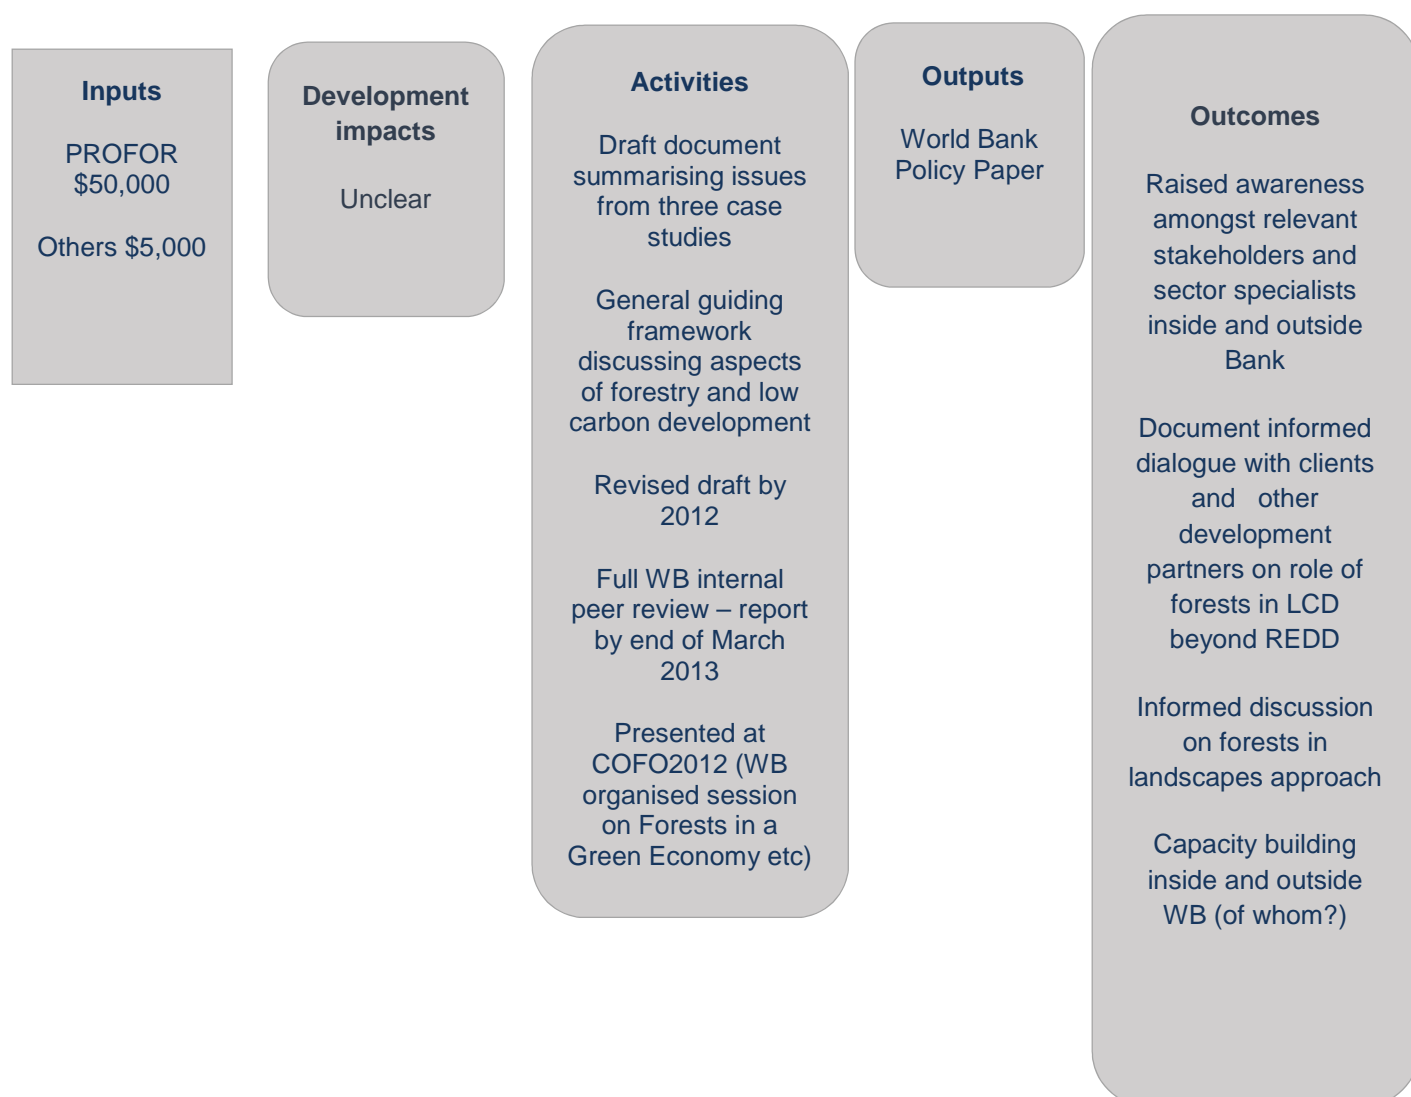 Inputs
PROFOR
$50,000
Others $5,000
Development
impacts
Unclear
Activities
Draft document
summarising issues
from three case
studies
General guiding
framework
discussing aspects
of forestry and low
carbon development
Revised draft by
2012
Full WB internal
peer review – report
by end of March
2013
Presented at
COFO2012 (WB
organised session
on Forests in a
Green Economy etc)
Outputs
World Bank
Policy Paper
Outcomes
Raised awareness
amongst relevant
stakeholders and
sector specialists
inside and outside
Bank
Document informed
dialogue with clients
and other
development
partners on role of
forests in LCD
beyond REDD
Informed discussion
on forests in
landscapes approach
Capacity building
inside and outside
WB (of whom?)